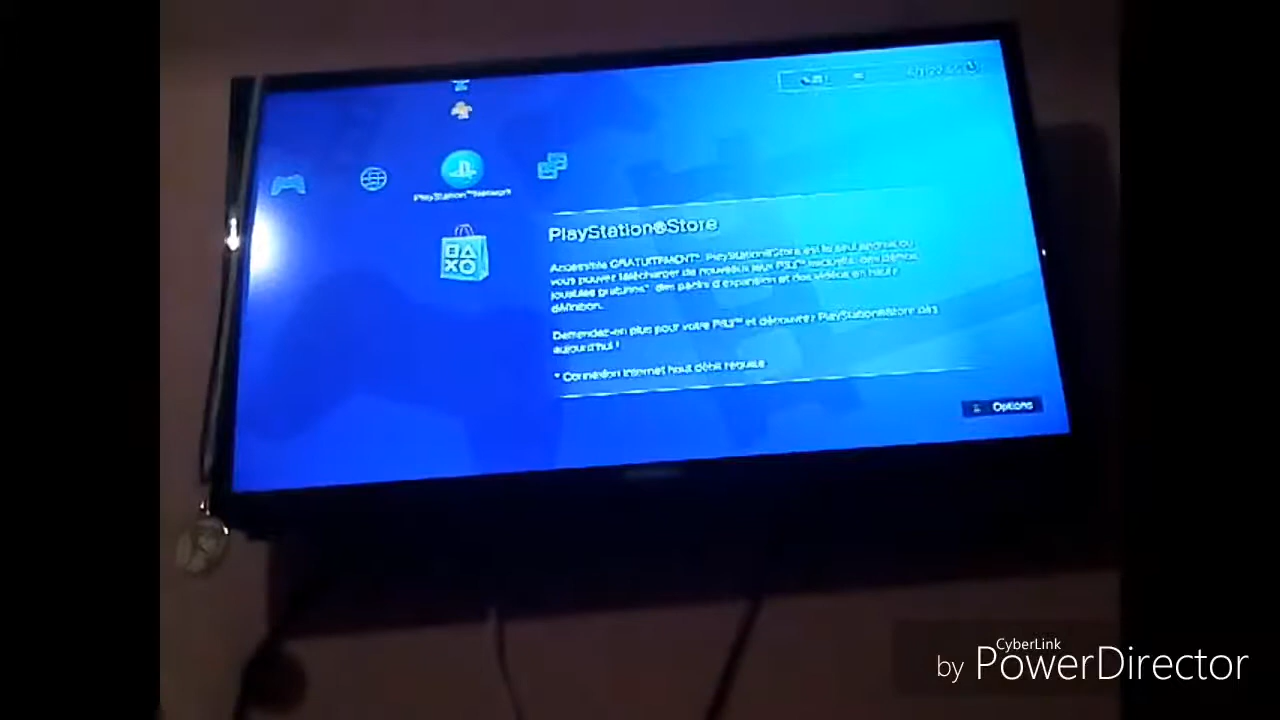 PlayStation™Network
PlayStation®Store
Accessible GRATUITEMENT*, PlayStation®Store est le seul endroit où
vous pouvez télécharger de nouveaux jeux PS3™ exclusifs, des démos
jouables gratuites*, des packs d'expansion et des vidéos en haute
définition.
Demandez-en plus pour votre PS3™ et découvrez PlayStation®Store dès
aujourd'hui !
* Connexion Internet haut débit requise
Options
CyberLink
by PowerDirector